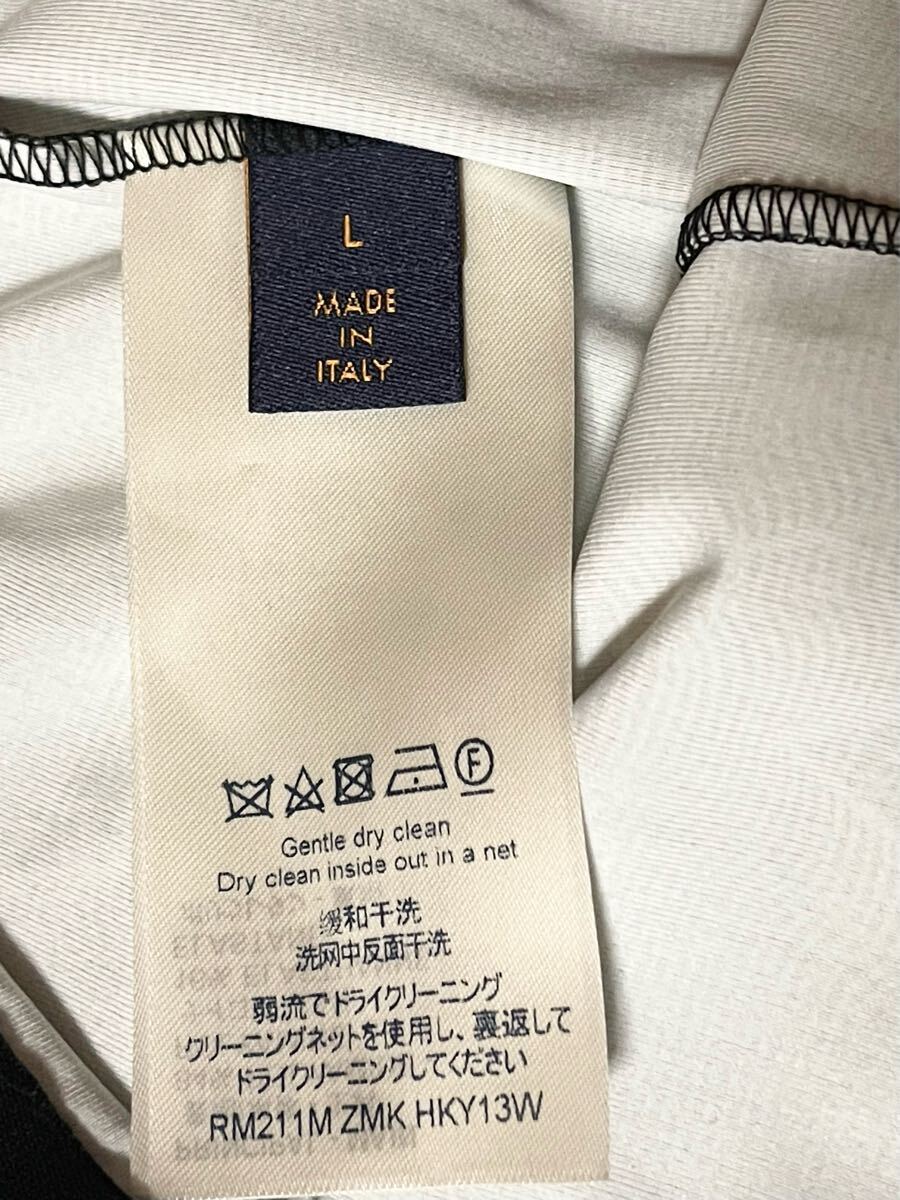 L
MADE
IN
ITALY
F
Gentle dry clean
Dry clean inside out in a net
缓和干洗
洗网中反面干洗
弱流でドライクリーニング
クリーニングネットを使用し、裏返して
ドライクリーニングしてください
RM211M ZMK HKY13W